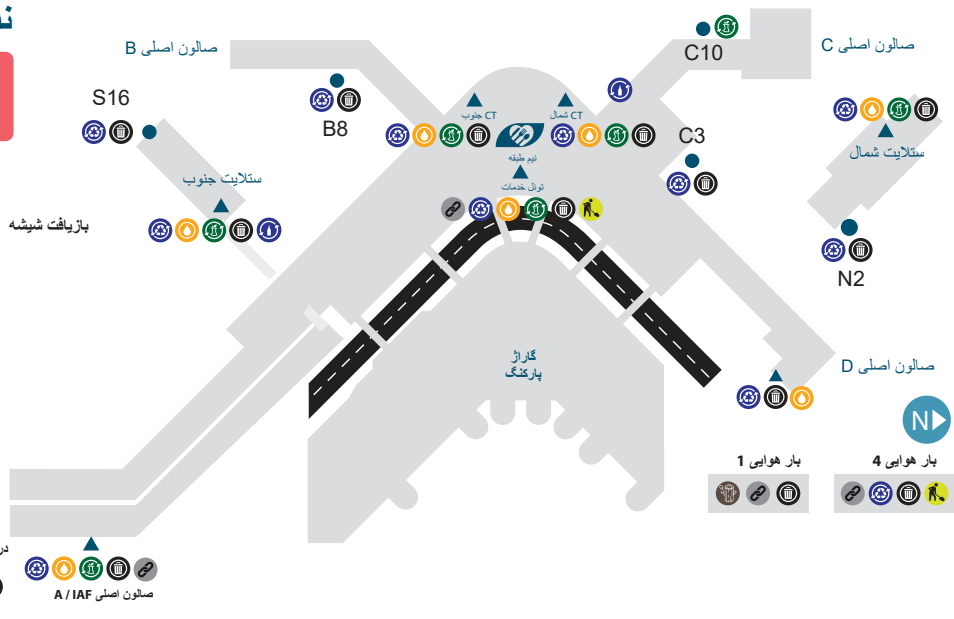 صالون اصلی B
صالون اصلی C
C10
S16
B8
CT جنوب
CT شمال
نیم طبقه
تونل خدمات
C3
ستلایت شمال
ستلایت جنوب
بازیافت شیشه
N2
گاراژ
پارکنگ
صالون اصلی D
N
بار هوایی 1
بار هوایی 4
صالون اصلی A / IAF